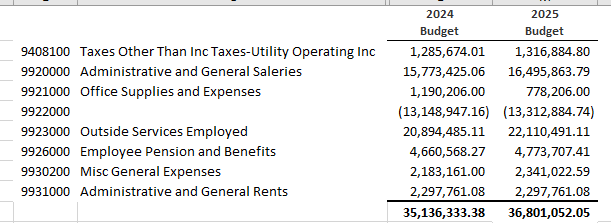 2024 2025
Budget Budget
9408100 Taxes Other Than Inc Taxes-Utility Operating Inc 1,285,674.01 1,316,884.80
9920000 Administrative and General Saleries 15,773,425.06 16,495,863.79
9921000 Office Supplies and Expenses 1,190,206.00 778,206.00
9922000 (13,148,947.16) (13,312,884.74)
9923000 Outside Services Employed 20,894,485.11 22,110,491.11
9926000 Employee Pension and Benefits 4,660,568.27 4,773,707.41
9930200 Misc General Expenses 2,183,161.00 2,341,022.59
9931000 Administrative and General Rents 2,297,761.08 2,297,761.08
35,136,333.38 36,801,052.05